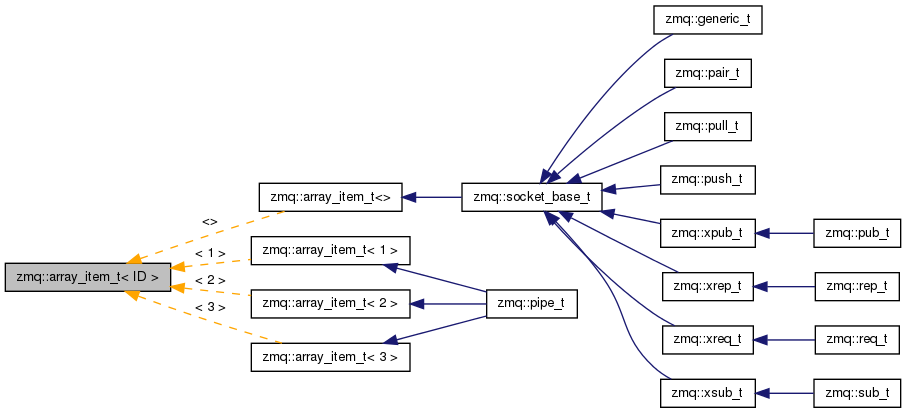 zmq::generic_t
zmq::pair_t
zmq::pull_t
zmq::push_t
zmq::array_item_t<>
zmq::socket_base_t
<>
zmq::xpub_t
zmq::pub_t
< 1 >
zmq::array_item_t< 1 >
zmq::array_item_t< ID >
< 2 >
zmq::xrep_t
zmq::rep_t
zmq::array_item_t< 2 >
zmq::pipe_t
< 3 >
zmq::xreq_t
zmq::req_t
zmq::array_item_t< 3 >
zmq::xsub_t
zmq::sub_t